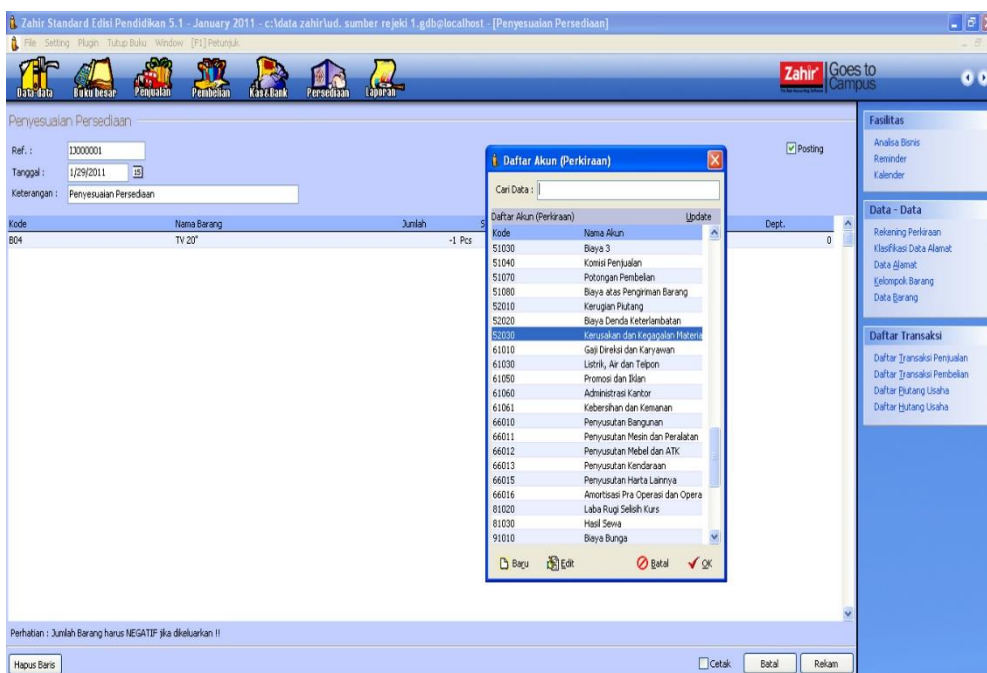 Zahir Standard Edisi Pendidikan 5.1 - January 2011 - c:\data zahir\ud. sumber rejeki 1.gdb@localhost - [Penyesuaian Persediaan]
File Setting Plugin Tutup Buku Window [F1] Petunjuk
Data-data Buku besar Penjualan Pembelian Kas & Bank Persediaan Laporan
Zahir Goes to Campus
Penyesuaian Persediaan
Ref. : IJ000001
Posting
Tanggal : 1/29/2011 15
Keterangan : Penyesuaian Persediaan
Kode Nama Barang Jumlah S Dept.
B04 TV 20" -1 Pcs 0
Daftar Akun (Perkiraan)
Cari Data :
Daftar Akun (Perkiraan) Update
Kode Nama Akun
51030 Biaya 3
51040 Komisi Penjualan
51070 Potongan Pembelian
51080 Biaya atas Pengiriman Barang
52010 Kerugian Piutang
52020 Biaya Denda Keterlambatan
52030 Kerusakan dan Kegagalan Materia
61010 Gaji Direksi dan Karyawan
61030 Listrik, Air dan Telpon
61050 Promosi dan Iklan
61060 Administrasi Kantor
61061 Kebersihan dan Kemanan
66010 Penyusutan Bangunan
66011 Penyusutan Mesin dan Peralatan
66012 Penyusutan Mebel dan ATK
66013 Penyusutan Kendaraan
66015 Penyusutan Harta Lainnya
66016 Amortisasi Pra Operasi dan Opera
81020 Laba Rugi Selisih Kurs
81030 Hasil Sewa
91010 Biaya Bunga
Baru Edit Batal OK
Fasilitas
Analisa Bisnis
Reminder
Kalender
Data - Data
Rekening Perkiraan
Klasifikasi Data Alamat
Data Alamat
Kelompok Barang
Data Barang
Daftar Transaksi
Daftar Transaksi Penjualan
Daftar Transaksi Pembelian
Daftar Piutang Usaha
Daftar Hutang Usaha
Perhatian : Jumlah Barang harus NEGATIF jika dikeluarkan !!
Hapus Baris Cetak Batal Rekam